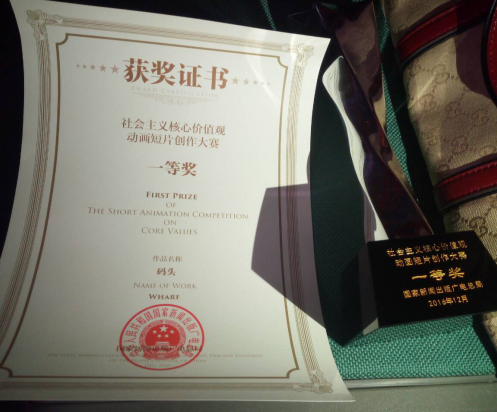 获奖证书
社会主义核心价值观
动画短片创作大赛
一等奖
First Prize
of
The Short Animation Competition
on
Core Values
作品名称
码头
Name of Work
Wharf
社会主义核心价值观
动画短片创作大赛
一等奖
国家新闻出版广电总局
2016年12月